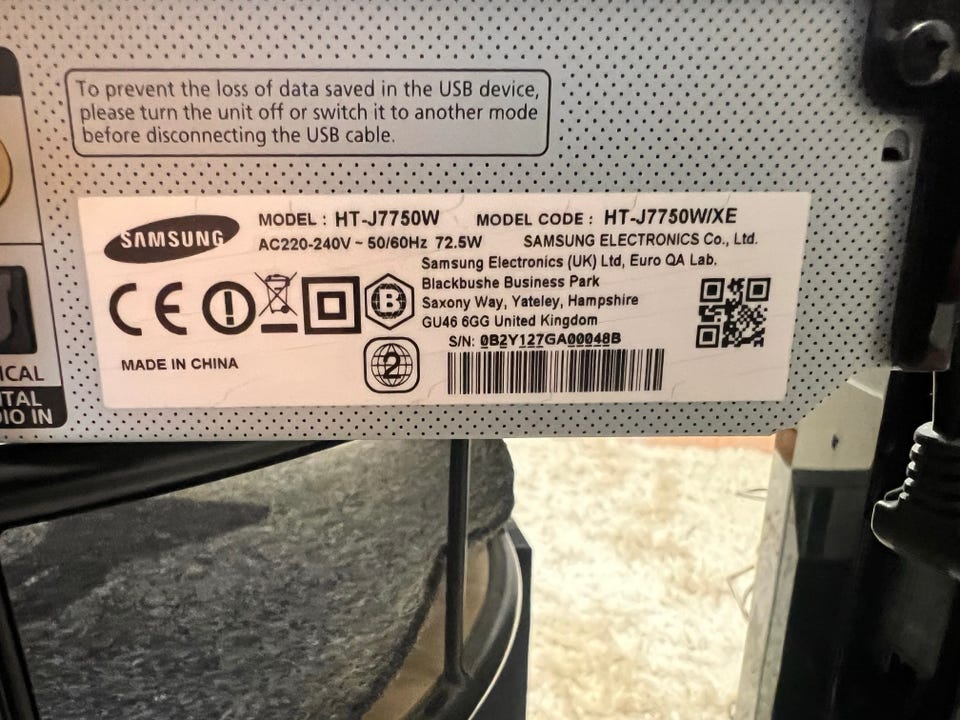 To prevent the loss of data saved in the USB device,
please turn the unit off or switch it to another mode
before disconnecting the USB cable.
SAMSUNG
MODEL : HT-J7750W MODEL CODE : HT-J7750W/XE
AC220-240V ~ 50/60Hz 72.5W SAMSUNG ELECTRONICS Co., Ltd.
Samsung Electronics (UK) Ltd, Euro QA Lab.
Blackbushe Business Park
Saxony Way, Yateley, Hampshire
GU46 6GG United Kingdom
CE
B
S/N: 0B2Y127GA00048B
MADE IN CHINA
2
ICAL
ITAL
DIO IN